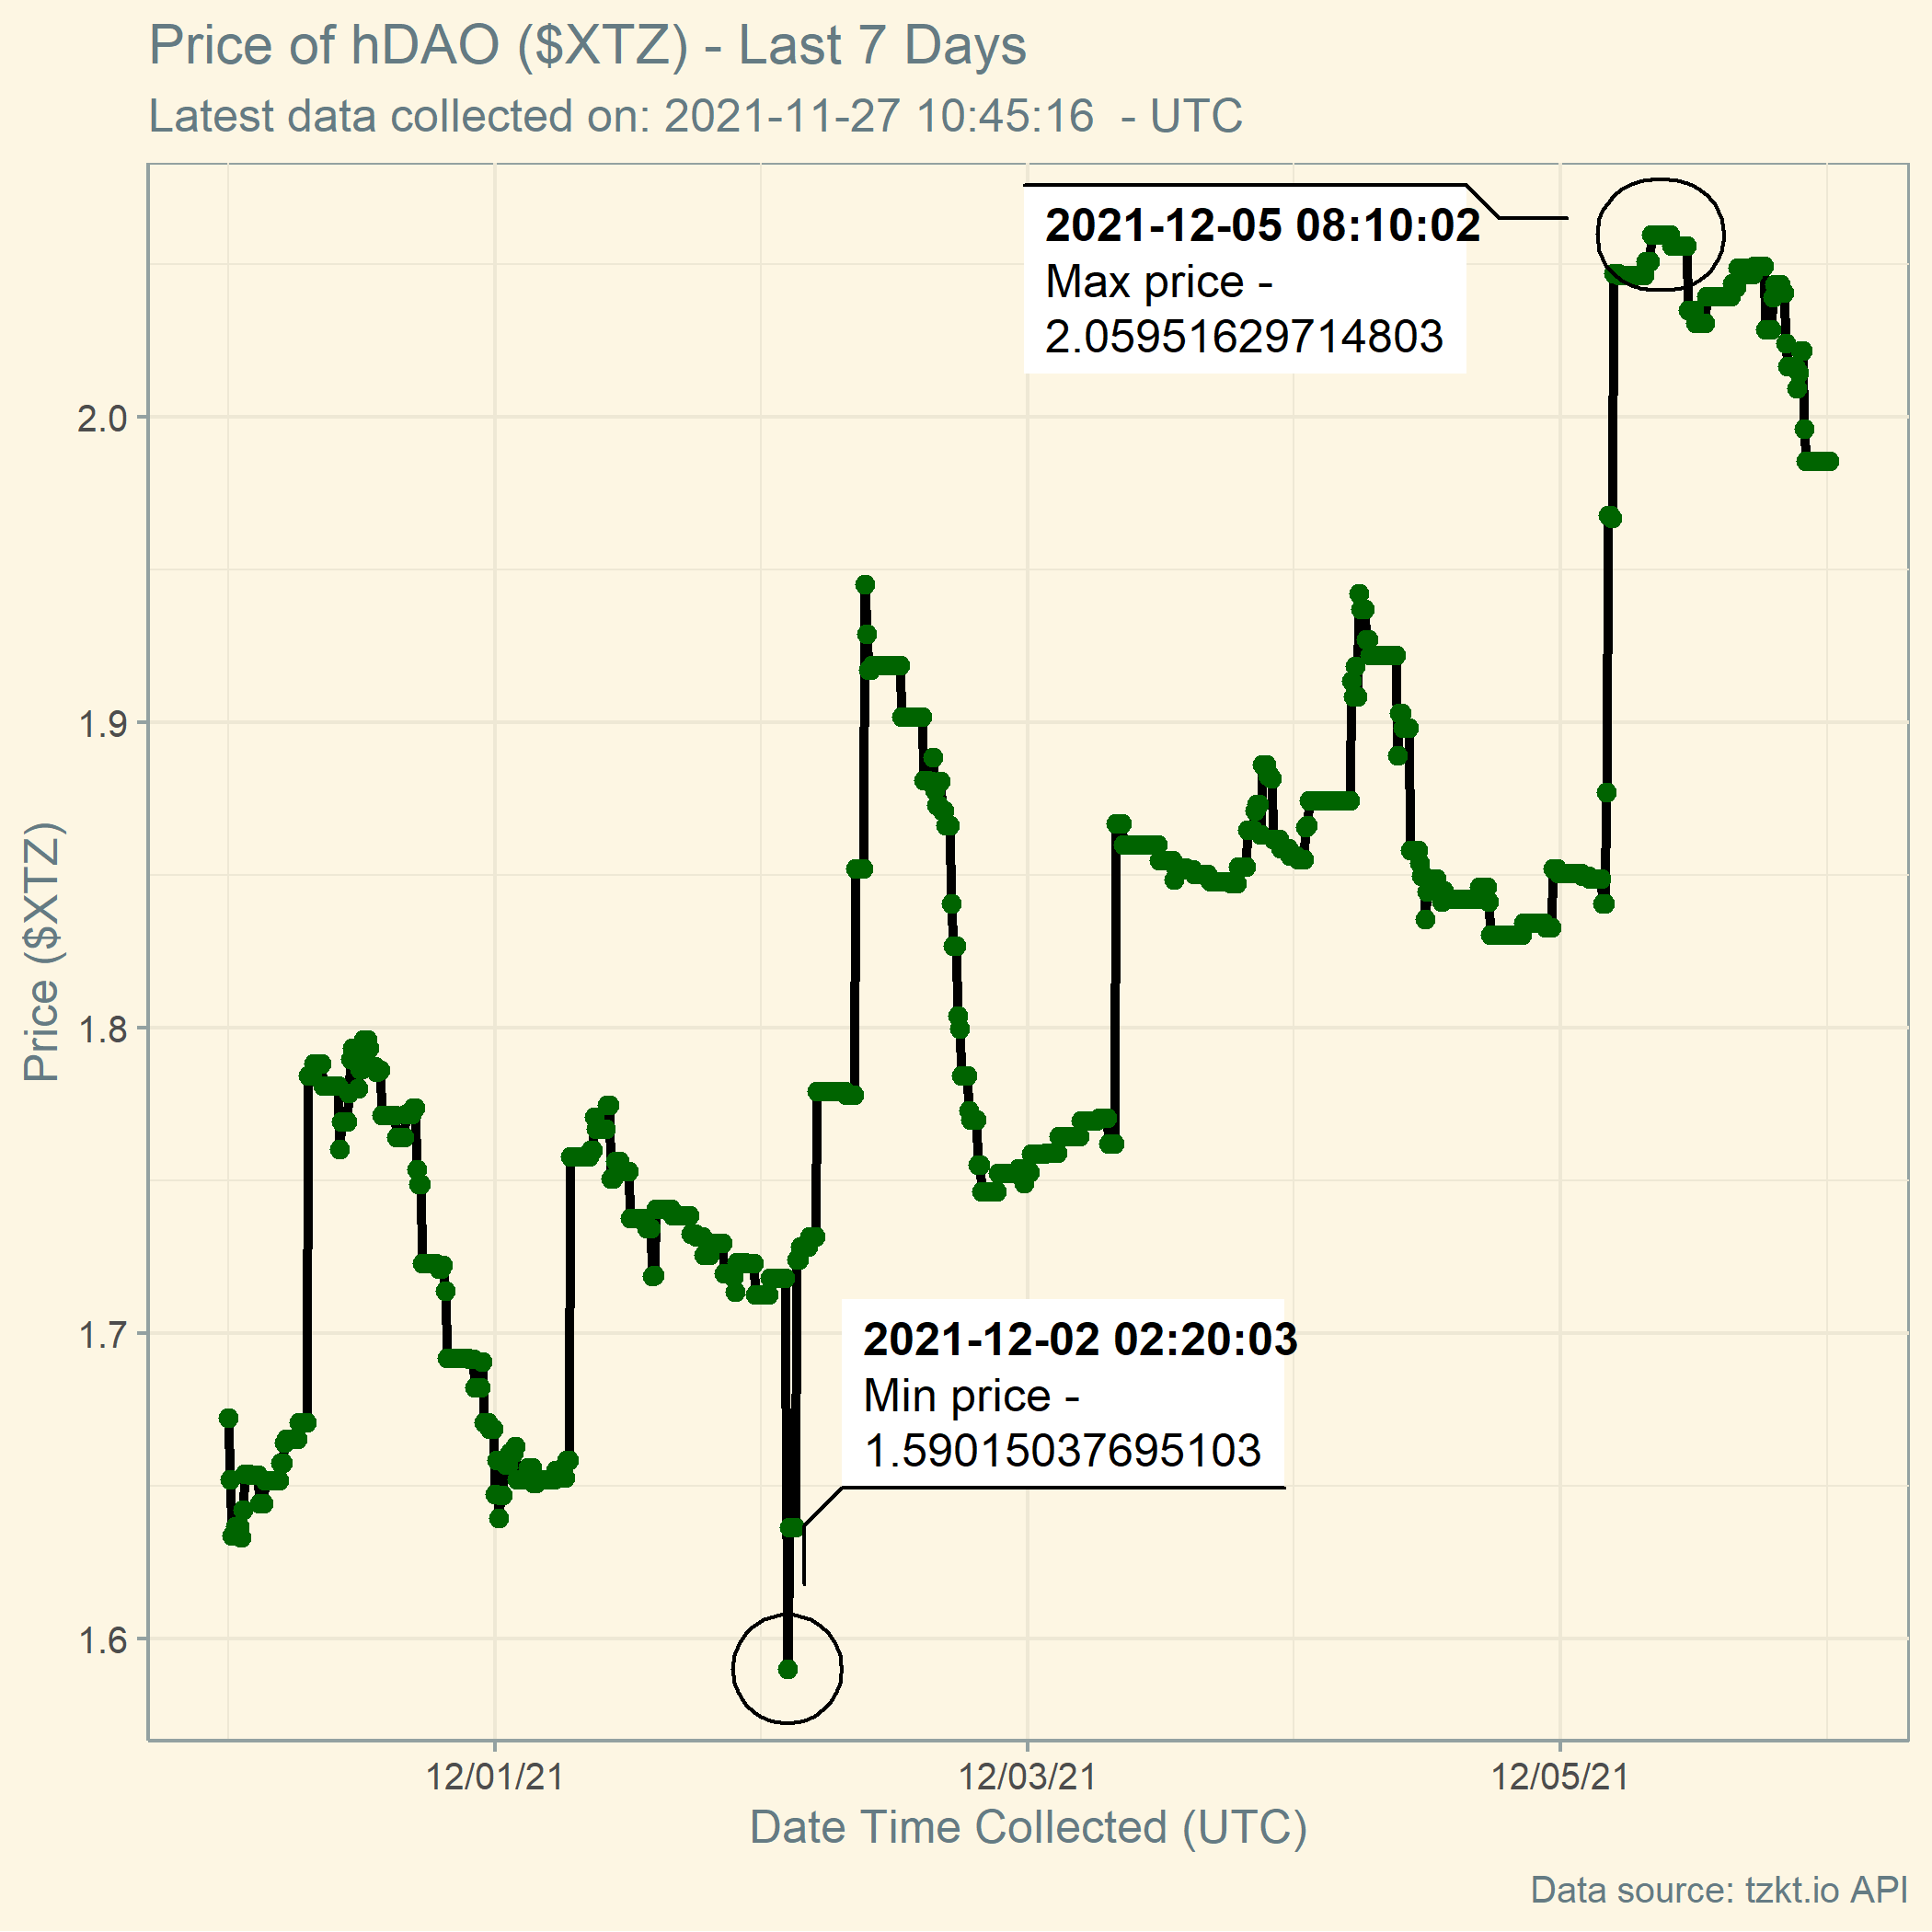 Price of hDAO ($XTZ) - Last 7 Days
Latest data collected on: 2021-11-27 10:45:16  - UTC
2021-12-05 08:10:02
Max price -
2.05951629714803
2.0
1.9
1.8
1.7
1.6
Price ($XTZ)
2021-12-02 02:20:03
Min price -
1.59015037695103
12/01/21
12/03/21
12/05/21
Date Time Collected (UTC)
Data source: tzkt.io API